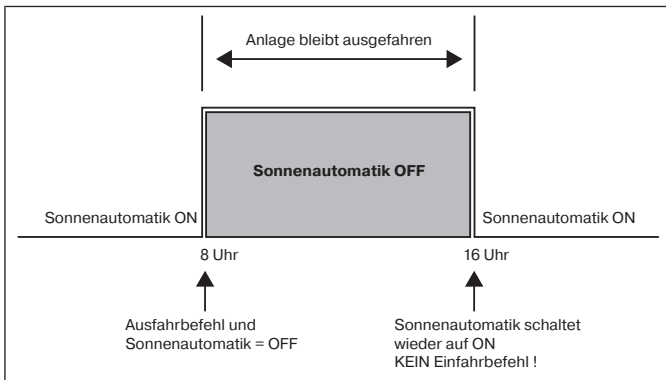 Anlage bleibt ausgefahren
Sonnenautomatik OFF
Sonnenautomatik ON
Sonnenautomatik ON
8 Uhr
16 Uhr
Ausfahrbefehl und
Sonnenautomatik = OFF
Sonnenautomatik schaltet
wieder auf ON
KEIN Einfahrbefehl !